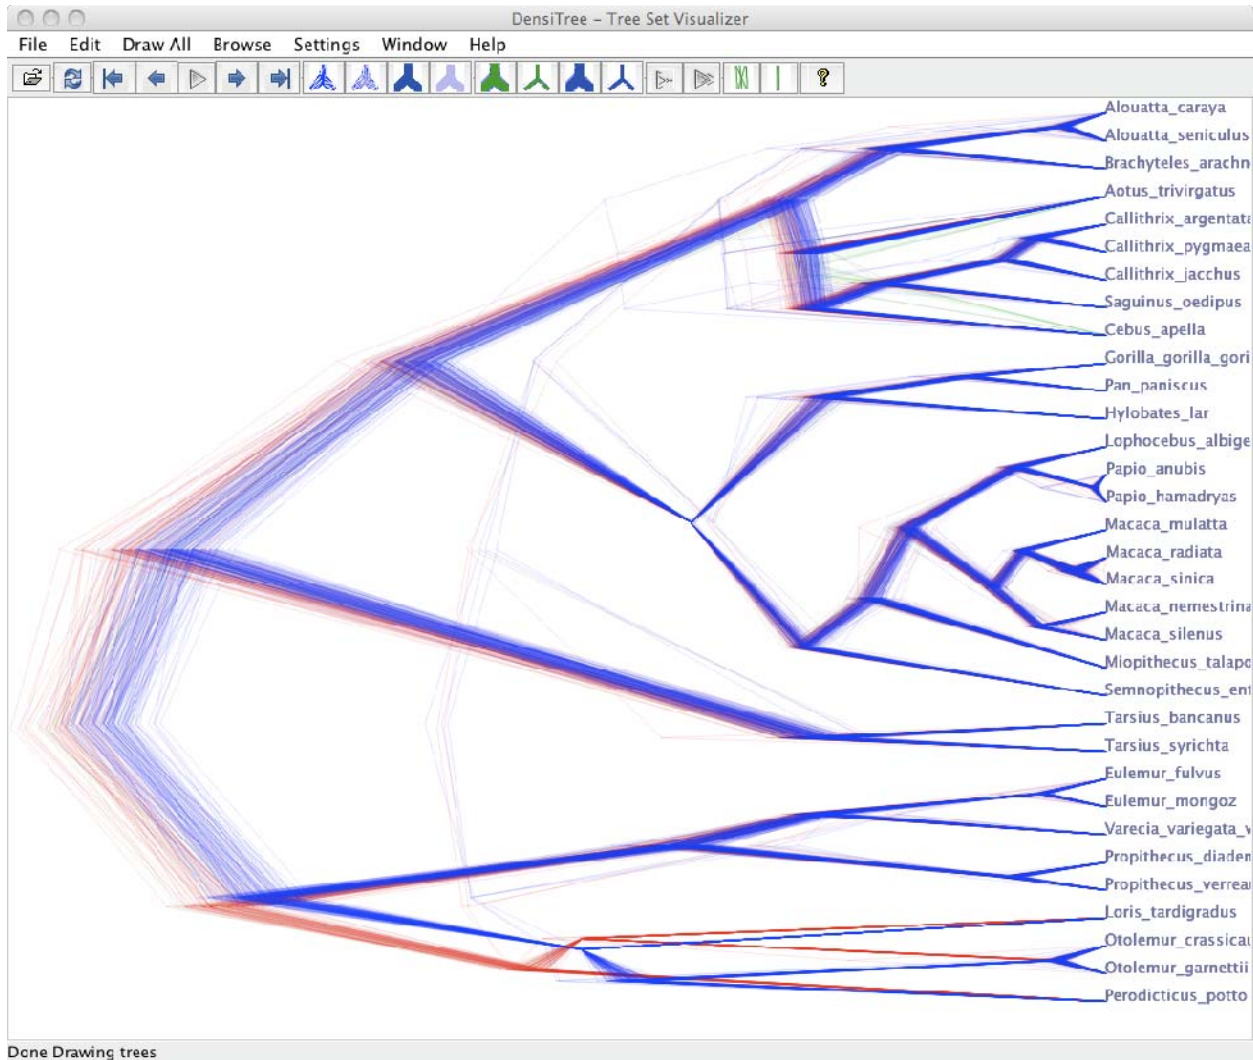 DensiTree – Tree Set Visualizer
File Edit Draw All Browse Settings Window Help
?
Alouatta_caraya
Alouatta_seniculus
Brachyteles_arachn
Aotus_trivirgatus
Callithrix_argentata
Callithrix_pygmaea
Callithrix_jacchus
Saguinus_oedipus
Cebus_apella
Gorilla_gorilla_gori
Pan_paniscus
Hylobates_lar
Lophocebus_albige
Papio_anubis
Papio_hamadryas
Macaca_mulatta
Macaca_radiata
Macaca_sinica
Macaca_nemestrina
Macaca_silenus
Miopithecus_talapo
Semnopithecus_ent
Tarsius_bancanus
Tarsius_syrichta
Eulemur_fulvus
Eulemur_mongoz
Varecia_variegata_v
Propithecus_diadem
Propithecus_verreau
Loris_tardigradus
Otolemur_crassicau
Otolemur_garnettii
Perodicticus_potto
Done Drawing trees